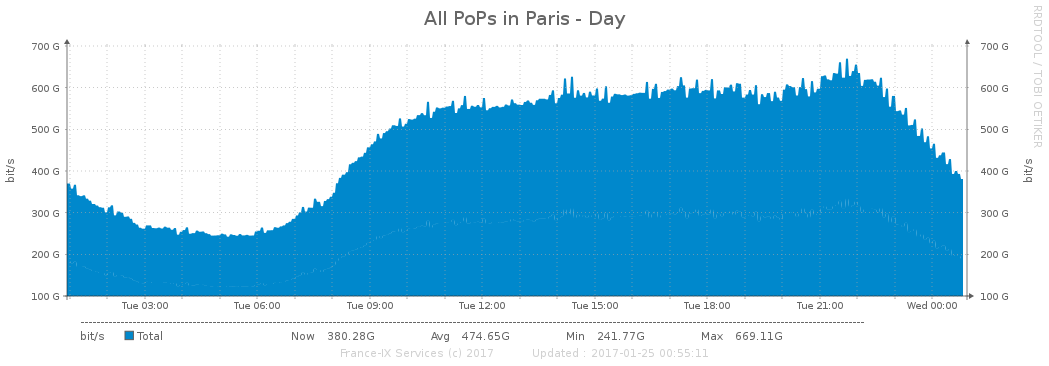 All PoPs in Paris - Day
RRDTOOL / TOBI OETIKER
700 G 700 G
600 G 600 G
500 G 500 G
400 G 400 G
300 G 300 G
200 G 200 G
100 G 100 G
bit/s
bit/s
Tue 03:00 Tue 06:00 Tue 09:00 Tue 12:00 Tue 15:00 Tue 18:00 Tue 21:00 Wed 00:00
bit/s Total Now 380.28G Avg 474.65G Min 241.77G Max 669.11G
France-IX Services (c) 2017 Updated : 2017-01-25 00:55:11